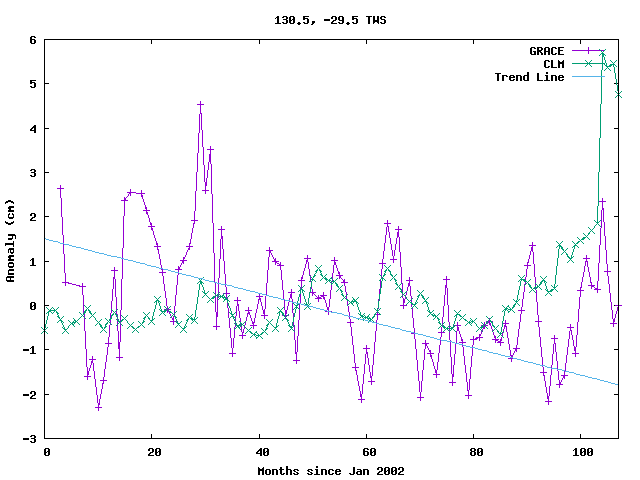 130.5, -29.5 TWS
GRACE
CLM
Trend Line
6
5
4
3
2
1
0
-1
-2
-3
Anomaly (cm)
0 20 40 60 80 100
Months since Jan 2002